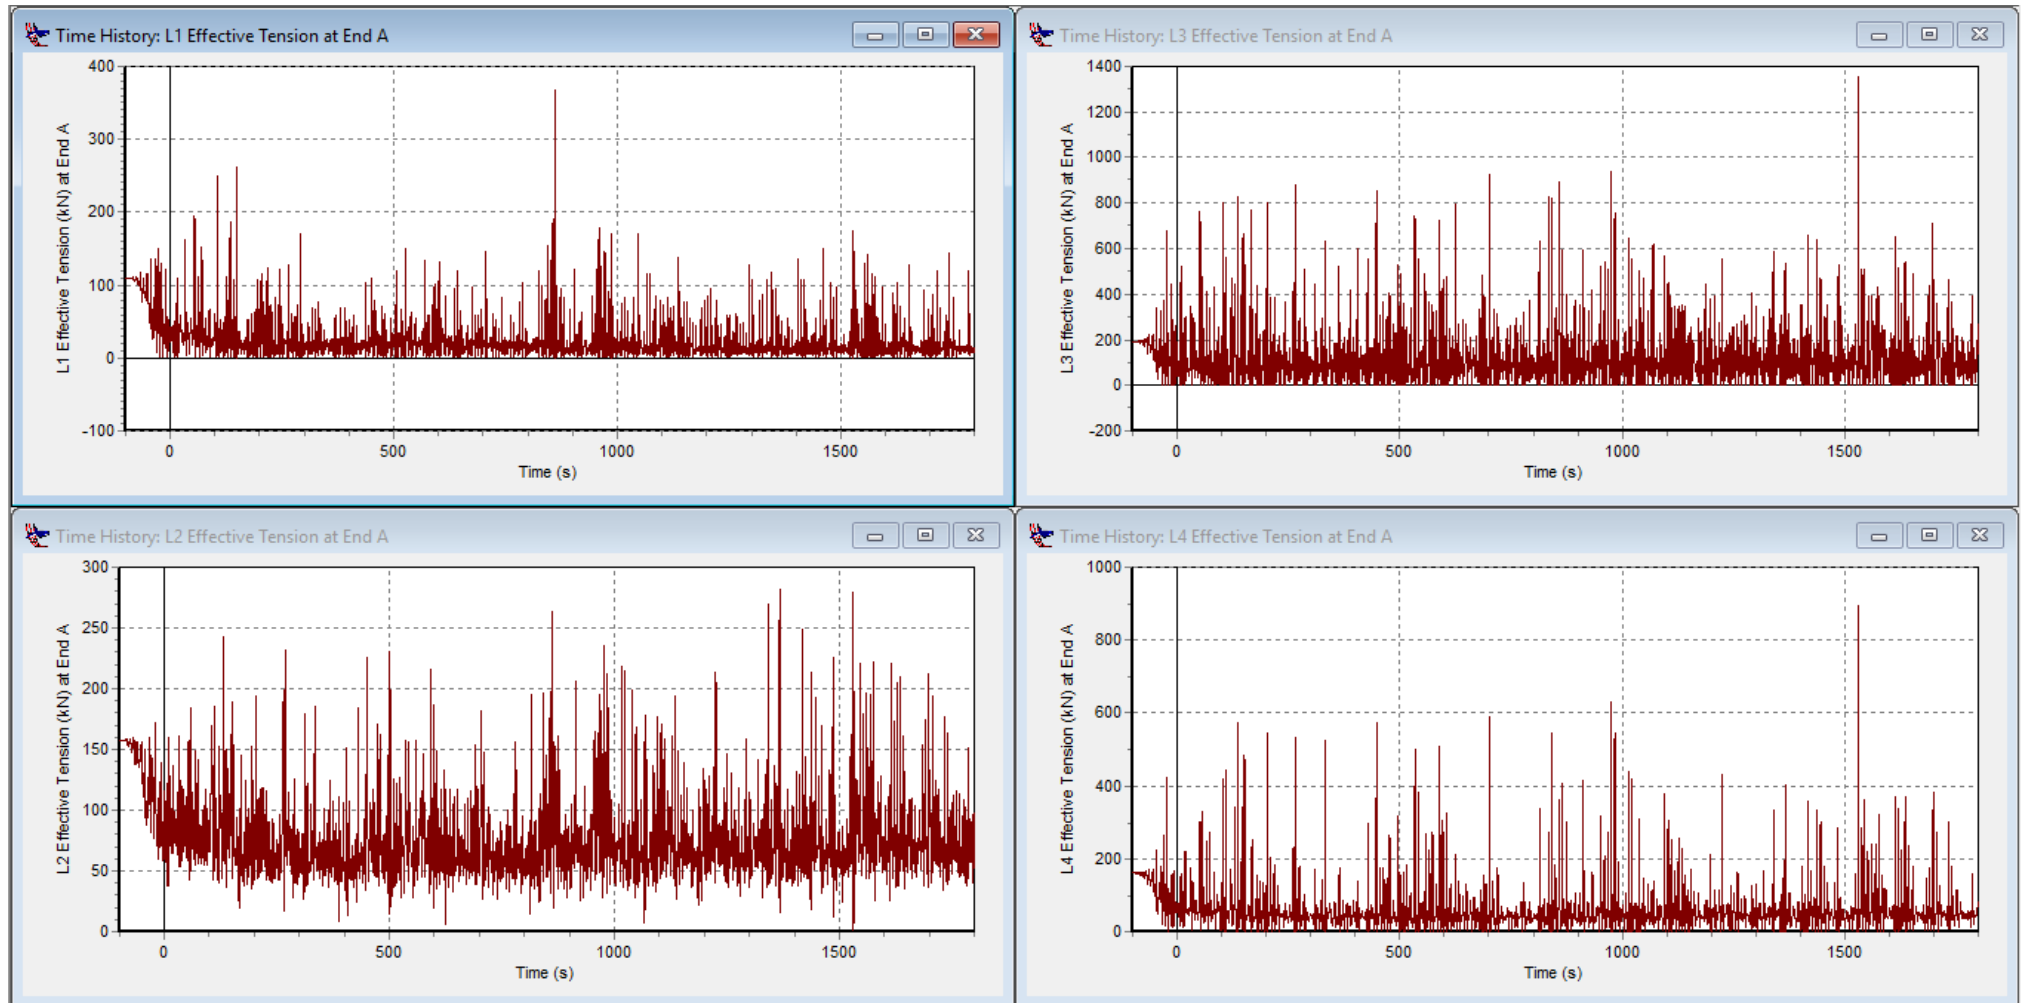 Time History: L1 Effective Tension at End A
L1 Effective Tension (kN) at End A
400
300
200
100
0
-100
0 500 1000 1500
Time (s)
Time History: L3 Effective Tension at End A
L3 Effective Tension (kN) at End A
1400
1200
1000
800
600
400
200
0
-200
0 500 1000 1500
Time (s)
Time History: L2 Effective Tension at End A
L2 Effective Tension (kN) at End A
300
250
200
150
100
50
0
0 500 1000 1500
Time (s)
Time History: L4 Effective Tension at End A
L4 Effective Tension (kN) at End A
1000
800
600
400
200
0
0 500 1000 1500
Time (s)